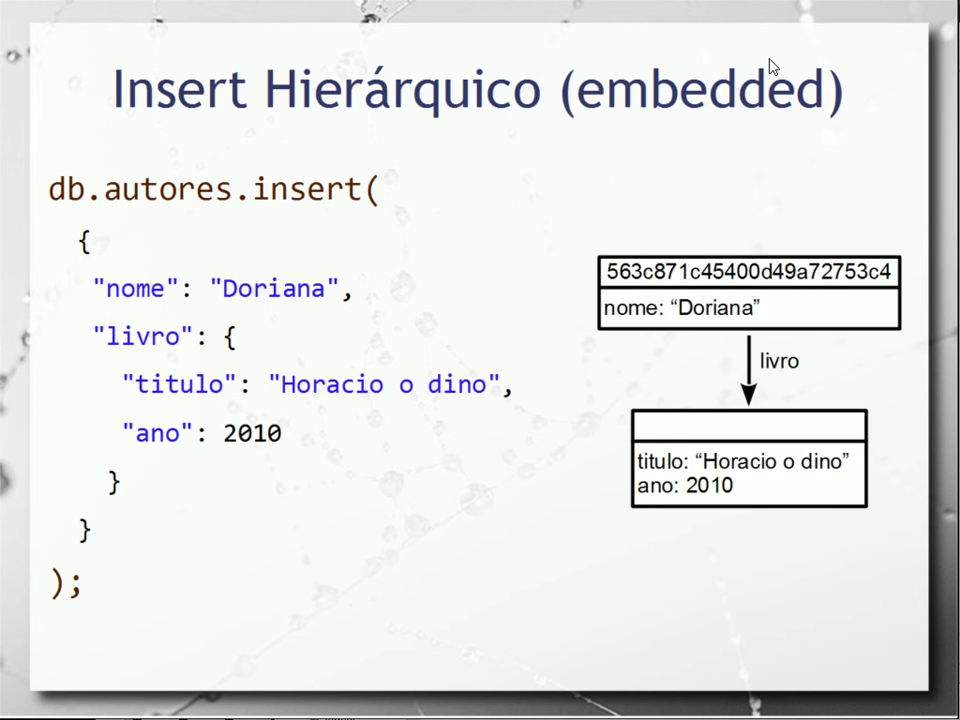 Insert Hierárquico (embedded)
db.autores.insert(
{
"nome": "Doriana",
"livro": {
"titulo": "Horacio o dino",
"ano": 2010
}
}
);
563c871c45400d49a72753c4
nome: “Doriana”
livro
titulo: “Horacio o dino”
ano: 2010